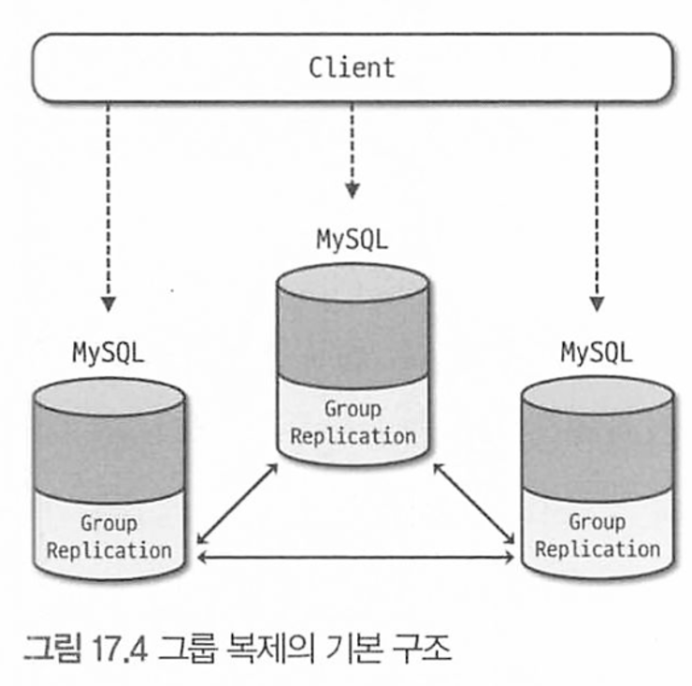 Client
MySQL
Group
Replication
MySQL
Group
Replication
MySQL
Group
Replication
그림 17.4 그룹 복제의 기본 구조